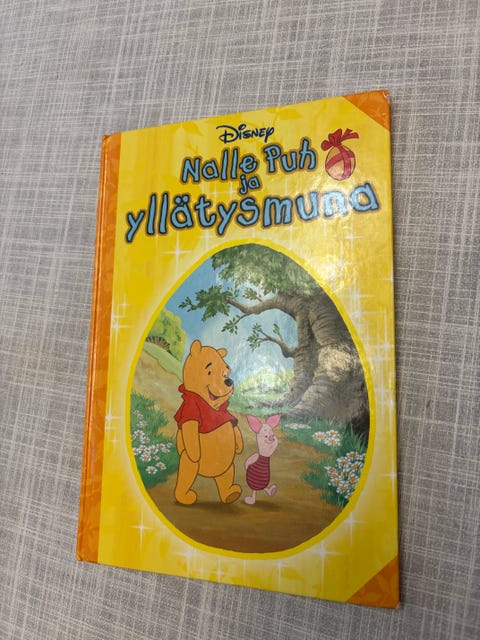 Disney
Nalle Puh
ja
yllätysmuna